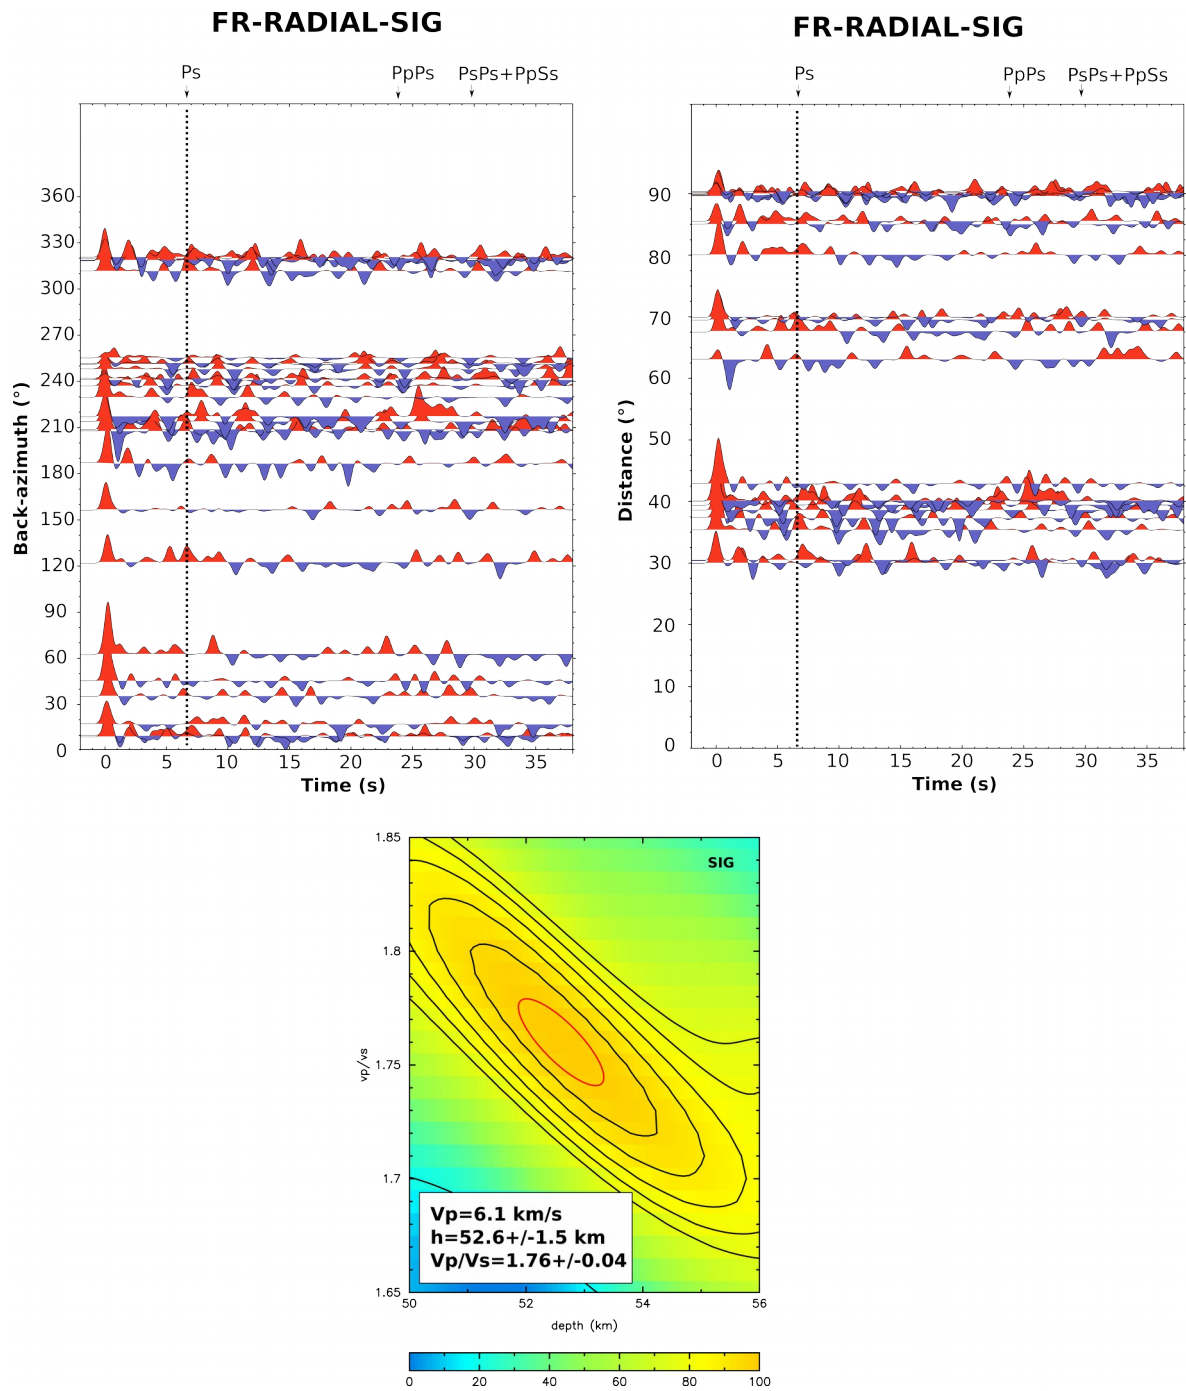 FR-RADIAL-SIG
Ps PpPs PsPs+PpSs
360
330
300
270
240
210
180
150
120
90
60
30
0
Back-azimuth (°)
0 5 10 15 20 25 30 35
Time (s)
FR-RADIAL-SIG
Ps PpPs PsPs+PpSs
90
80
70
60
50
40
30
20
10
0
Distance (°)
0 5 10 15 20 25 30 35
Time (s)
SIG
1.85
1.8
1.75
1.7
1.65
vp/vs
Vp=6.1 km/s
h=52.6+/-1.5 km
Vp/Vs=1.76+/-0.04
50 52 54 56
depth (km)
0 20 40 60 80 100